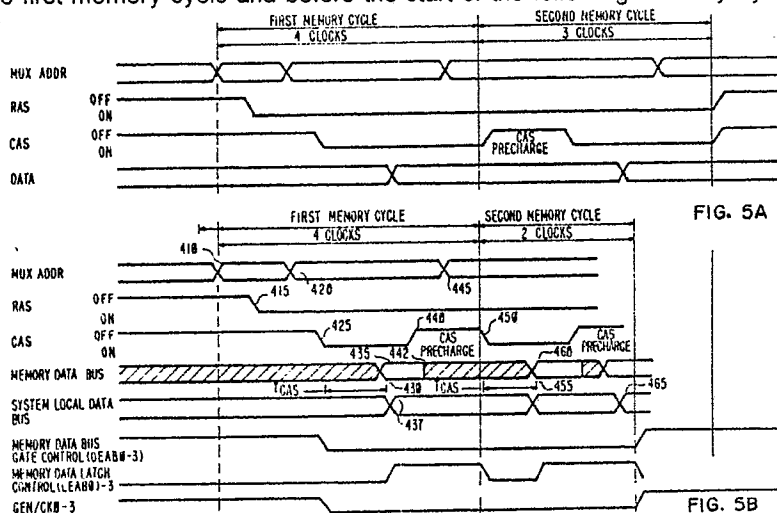 FIRST MEMORY CYCLE SECOND MEMORY CYCLE
4 CLOCKS 3 CLOCKS
MUX ADDR
RAS OFF
ON
CAS OFF
ON
CAS
PRECHARGE
DATA
FIG. 5A
FIRST MEMORY CYCLE SECOND MEMORY CYCLE
4 CLOCKS 2 CLOCKS
410
MUX ADDR
420 445
RAS OFF
ON
415
CAS OFF
ON
425 440 450
CAS
PRECHARGE
CAS
PRECHARGE
435 442 460
MEMORY DATA BUS
TCAS 430 TCAS 455 465
SYSTEM LOCAL DATA
BUS
437
MEMORY DATA BUS
GATE CONTROL(OEAB0-3)
MEMORY DATA LATCH
CONTROL(LEAB0)-3
GEN/CK0-3
FIG. 5B